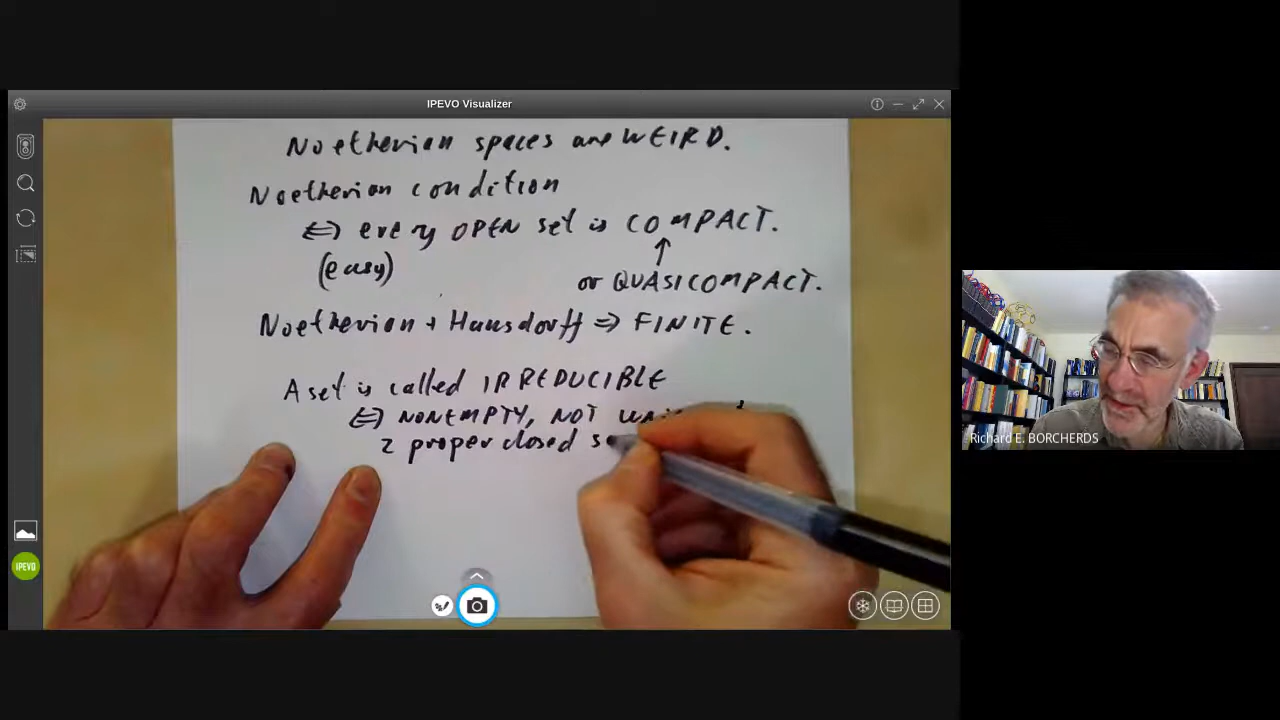 IPEVO Visualizer
Noetherian spaces are WEIRD.
Noetherian condition
⇔ every OPEN set is COMPACT.
↑
(easy)
or QUASICOMPACT.
Noetherian + Hausdorff ⇒ FINITE.
A set is called IRREDUCIBLE
⇔ NONEMPTY, NOT
2 proper closed
Richard E. BORCHERDS
IPEVO